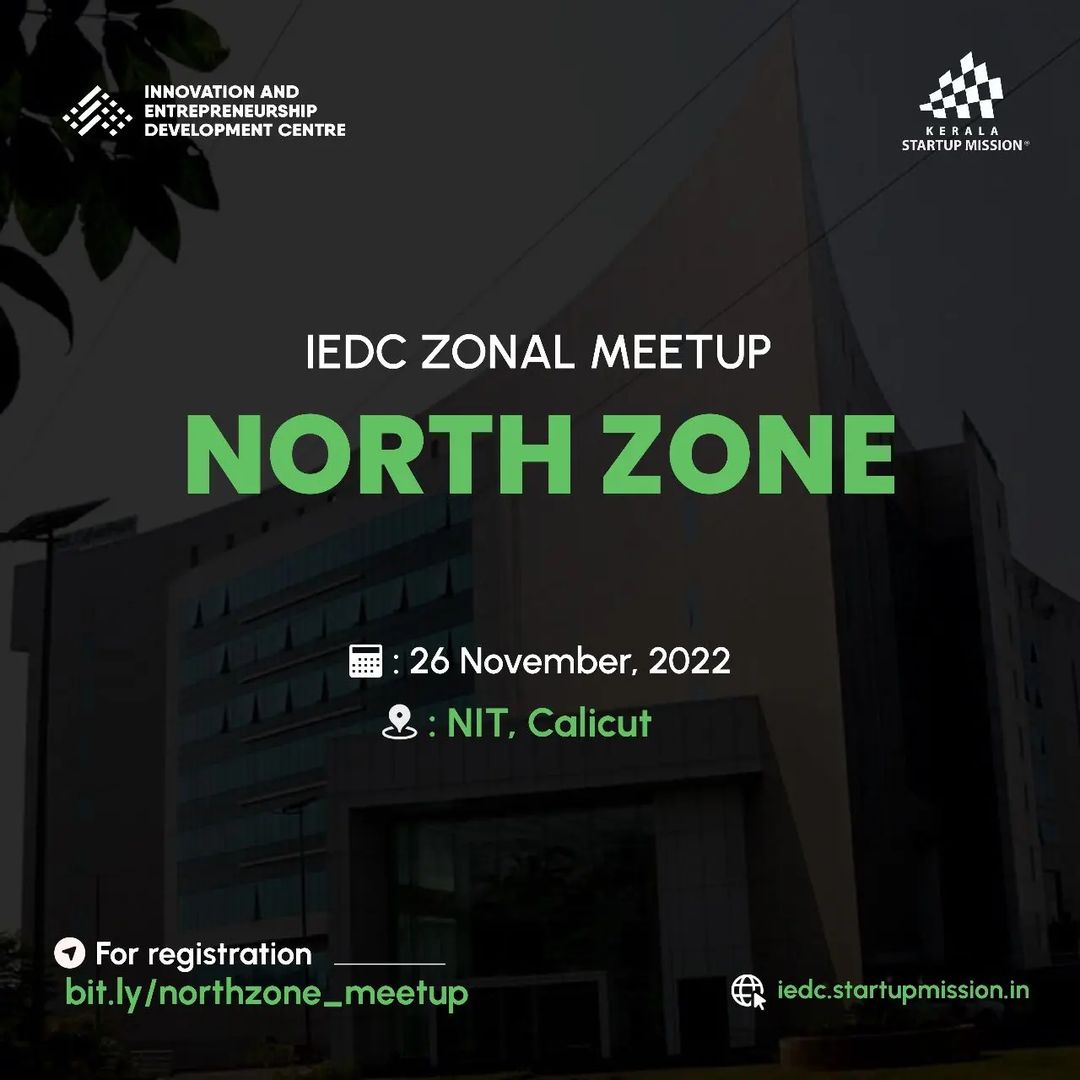 INNOVATION AND
ENTREPRENEURSHIP
DEVELOPMENT CENTRE
KERALA
STARTUP MISSION®
IEDC ZONAL MEETUP
NORTH ZONE
: 26 November, 2022
: NIT, Calicut
For registration
bit.ly/northzone_meetup
iedc.startupmission.in